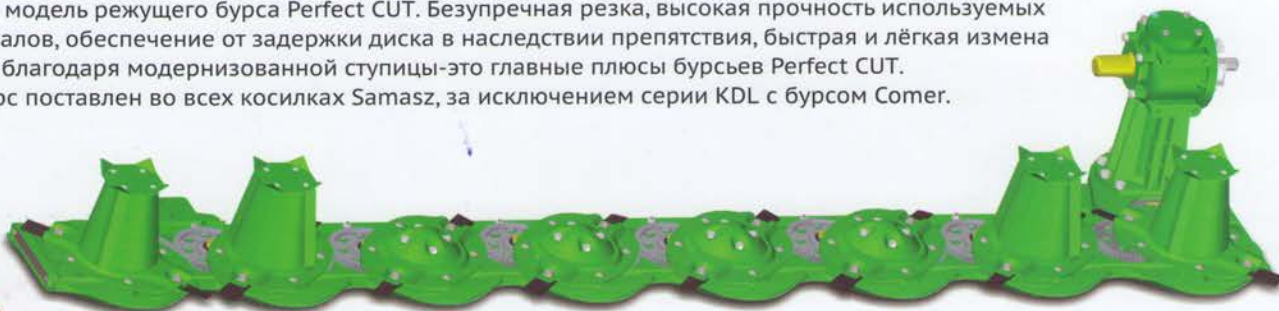 модель режущего бурса Perfect CUT. Безупречная резка, высокая прочность используемых
алов, обеспечение от задержки диска в наследствии препятствия, быстрая и лёгкая измена
благодаря модернизованной ступицы-это главные плюсы бурсьев Perfect CUT.
рс поставлен во всех косилках Samasz, за исключением серии KDL с бурсом Comer.